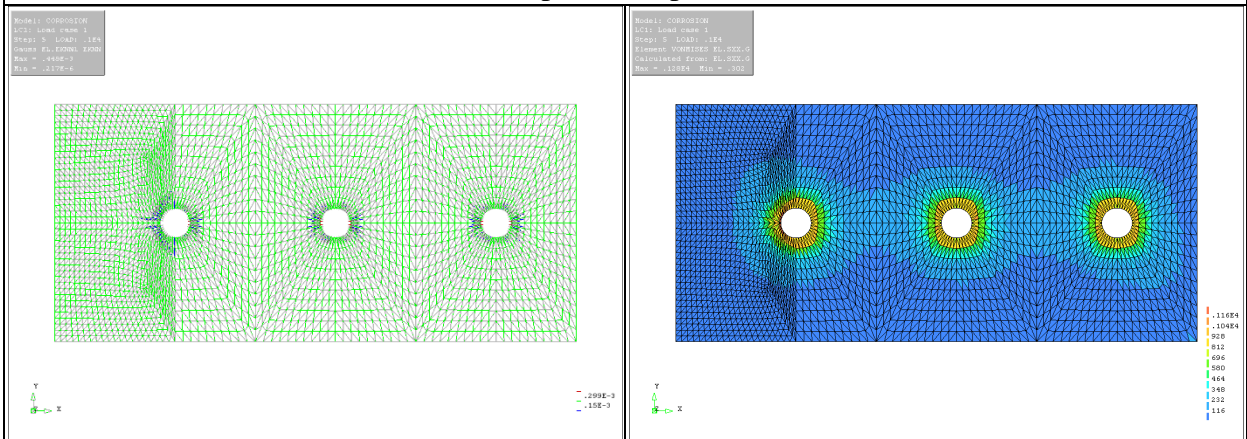 Model: CORROSION
LC1: Load case 1
Step: 5 LOAD: .1E4
Gauss EL.EKNN1 EKNN
Max = .448E-3
Min = .217E-6
Y
X
.299E-3
.15E-3
Model: CORROSION
LC1: Load case 1
Step: 5 LOAD: .1E4
Element VONMISES EL.SXX.G
Calculated from: EL.SXX.G
Max = .128E4 Min = .302
Y
X
.116E4
.104E4
928
812
696
580
464
348
232
116